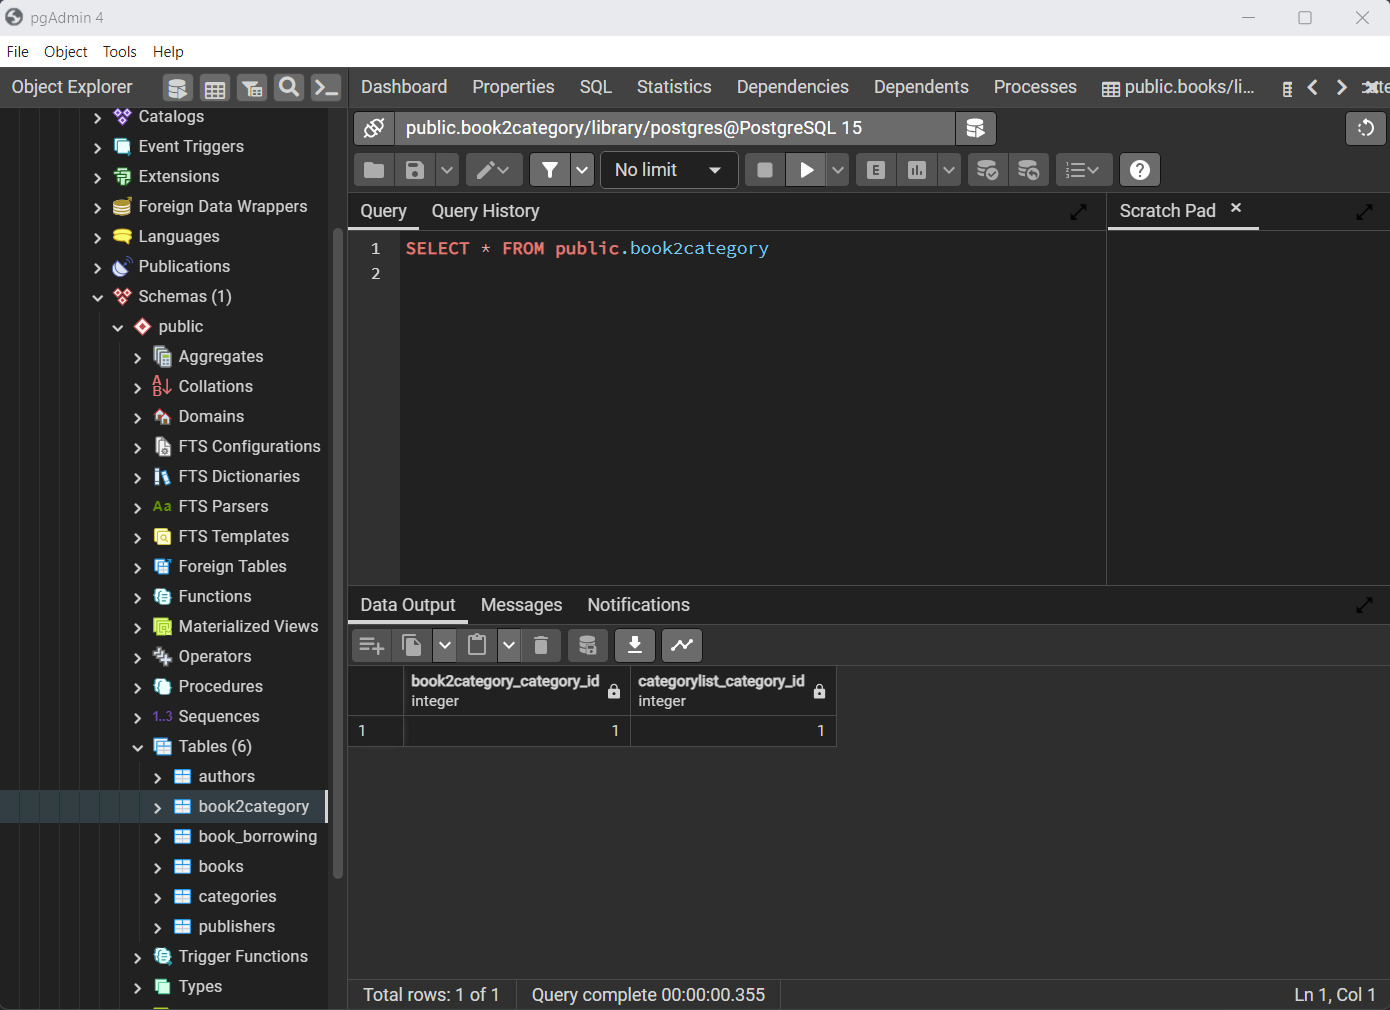 pgAdmin 4
File Object Tools Help
Object Explorer
Dashboard Properties SQL Statistics Dependencies Dependents Processes public.books/li...
Catalogs
Event Triggers
Extensions
Foreign Data Wrappers
Languages
Publications
Schemas (1)
public
Aggregates
Collations
Domains
FTS Configurations
FTS Dictionaries
Aa FTS Parsers
FTS Templates
Foreign Tables
Functions
Materialized Views
Operators
Procedures
1..3 Sequences
Tables (6)
authors
book2category
book_borrowing
books
categories
publishers
Trigger Functions
Types
public.book2category/library/postgres@PostgreSQL 15
No limit
E
Query Query History
Scratch Pad
1 SELECT * FROM public.book2category
2
Data Output Messages Notifications
book2category_category_id categorylist_category_id
integer integer
1 1 1
Total rows: 1 of 1 Query complete 00:00:00.355 Ln 1, Col 1